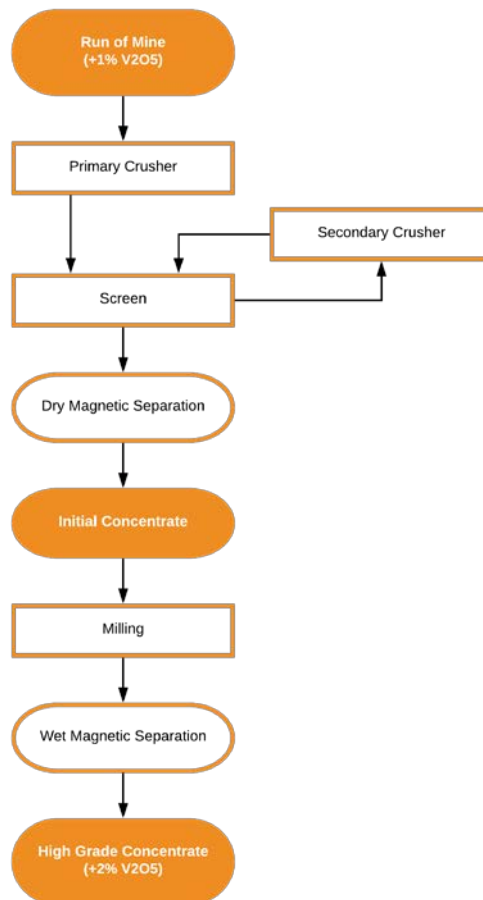 Run of Mine
(+1% V2O5)
Primary Crusher
Secondary Crusher
Screen
Dry Magnetic Separation
Initial Concentrate
Milling
Wet Magnetic Separation
High Grade Concentrate
(+2% V2O5)